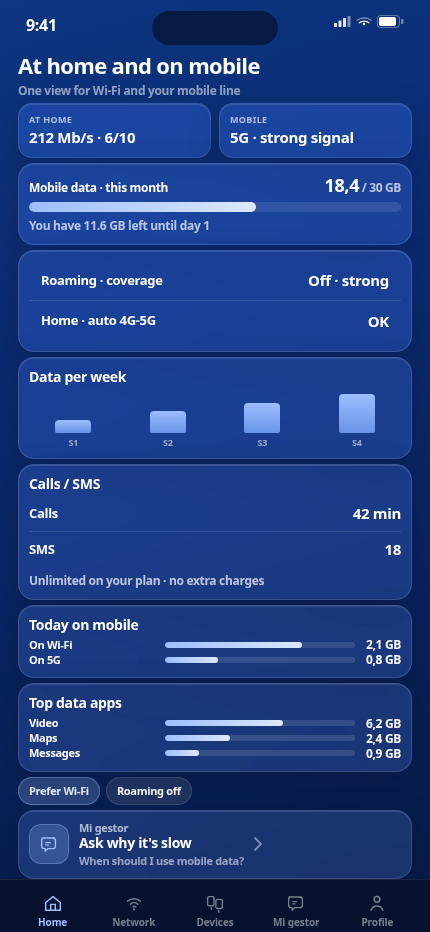 9:41
At home and on mobile
One view for Wi-Fi and your mobile line
AT HOME
212 Mb/s · 6/10
MOBILE
5G · strong signal
Mobile data · this month
18,4 / 30 GB
You have 11.6 GB left until day 1
Roaming · coverage
Off · strong
Home · auto 4G-5G
OK
Data per week
S1
S2
S3
S4
Calls / SMS
Calls
42 min
SMS
18
Unlimited on your plan · no extra charges
Today on mobile
On Wi-Fi
2,1 GB
On 5G
0,8 GB
Top data apps
Video
6,2 GB
Maps
2,4 GB
Messages
0,9 GB
Prefer Wi-Fi
Roaming off
Mi gestor
Ask why it's slow
When should I use mobile data?
Home
Network
Devices
Mi gestor
Profile